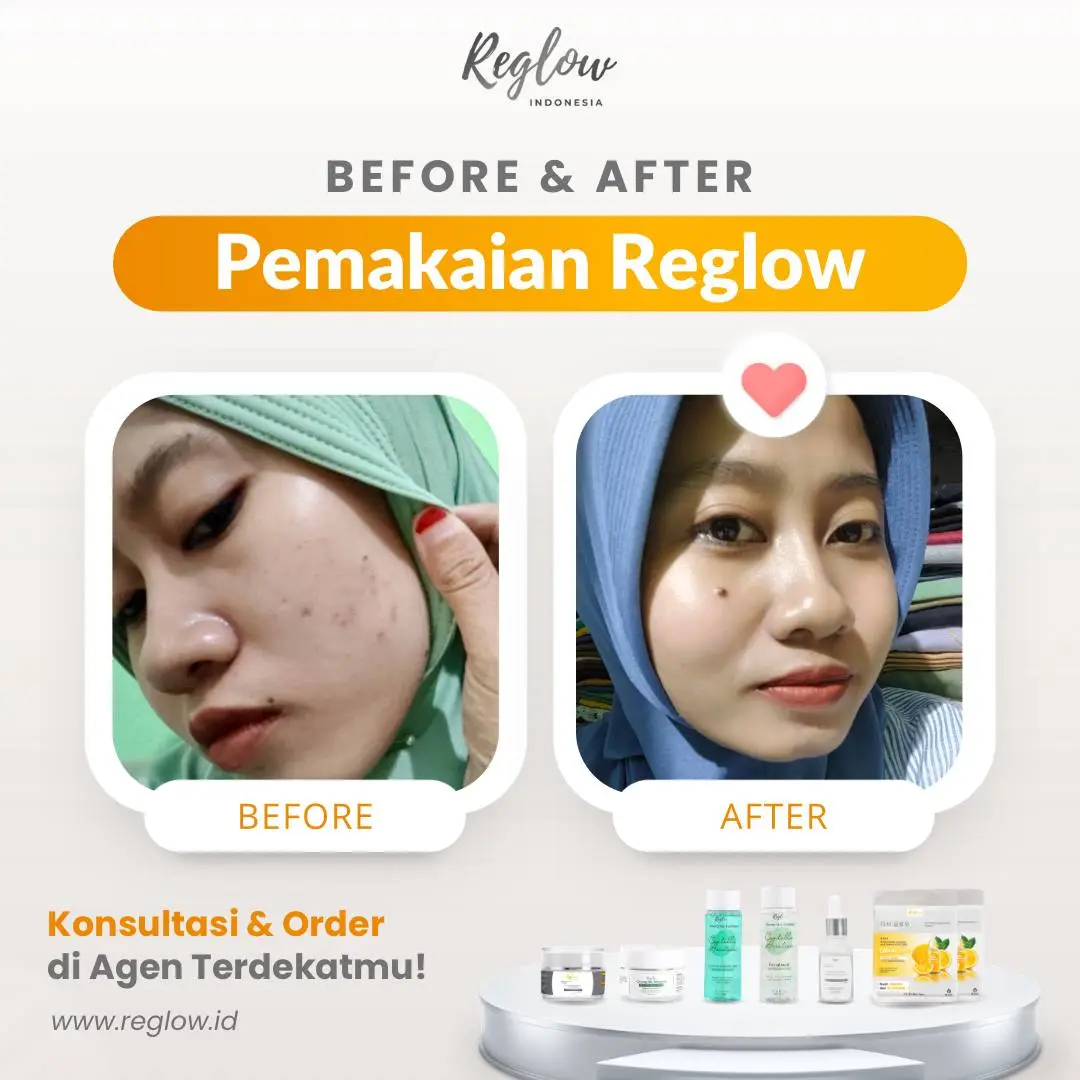 Reglow
INDONESIA
BEFORE & AFTER
Pemakaian Reglow
BEFORE
AFTER
Konsultasi & Order
di Agen Terdekatmu!
www.reglow.id